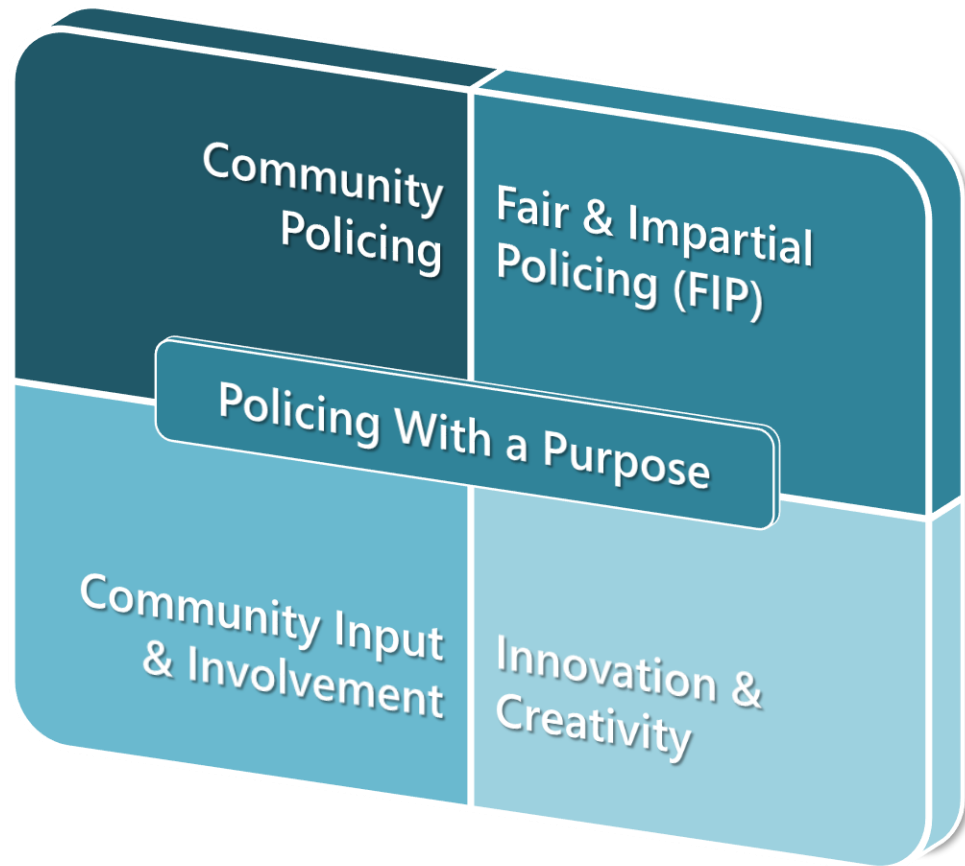 Community
Policing
Fair & Impartial
Policing (FIP)
Policing With a Purpose
Community Input
& Involvement
Innovation &
Creativity